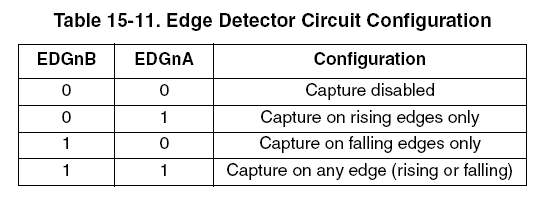 Table 15-11. Edge Detector Circuit Configuration
EDGnB EDGnA Configuration
0 0 Capture disabled
0 1 Capture on rising edges only
1 0 Capture on falling edges only
1 1 Capture on any edge (rising or falling)